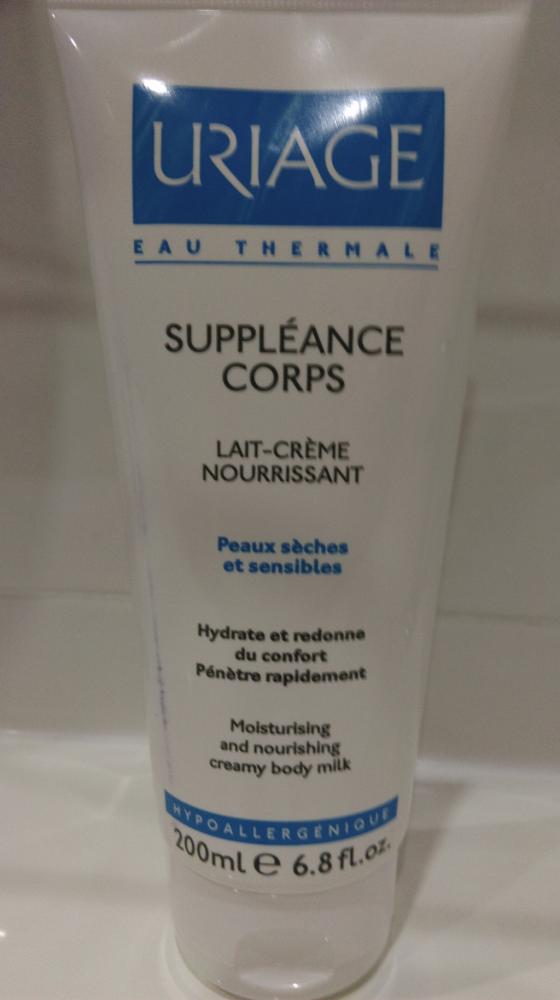 URIAGE
EAU THERMALE
SUPPLÉANCE
CORPS
LAIT-CRÈME
NOURRISSANT
Peaux sèches
et sensibles
Hydrate et redonne
du confort
Pénètre rapidement
Moisturising
and nourishing
creamy body milk
HYPOALLERGÉNIQUE
200ml e 6.8 fl.oz.